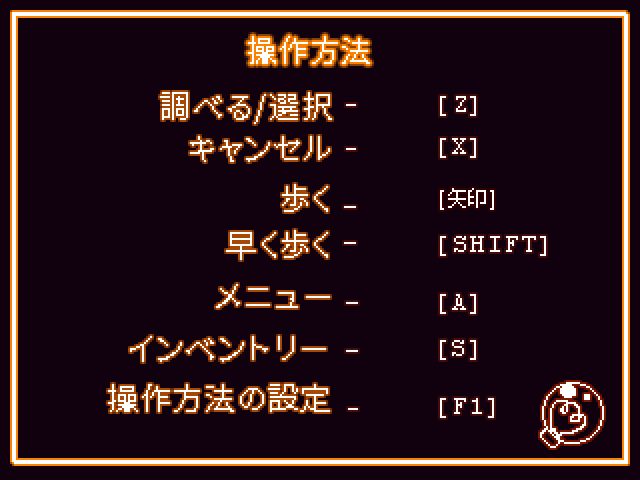 操作方法
調べる/選択 - [Z]
キャンセル - [X]
歩く - [矢印]
早く歩く - [SHIFT]
メニュー - [A]
インベントリー - [S]
操作方法の設定 - [F1]